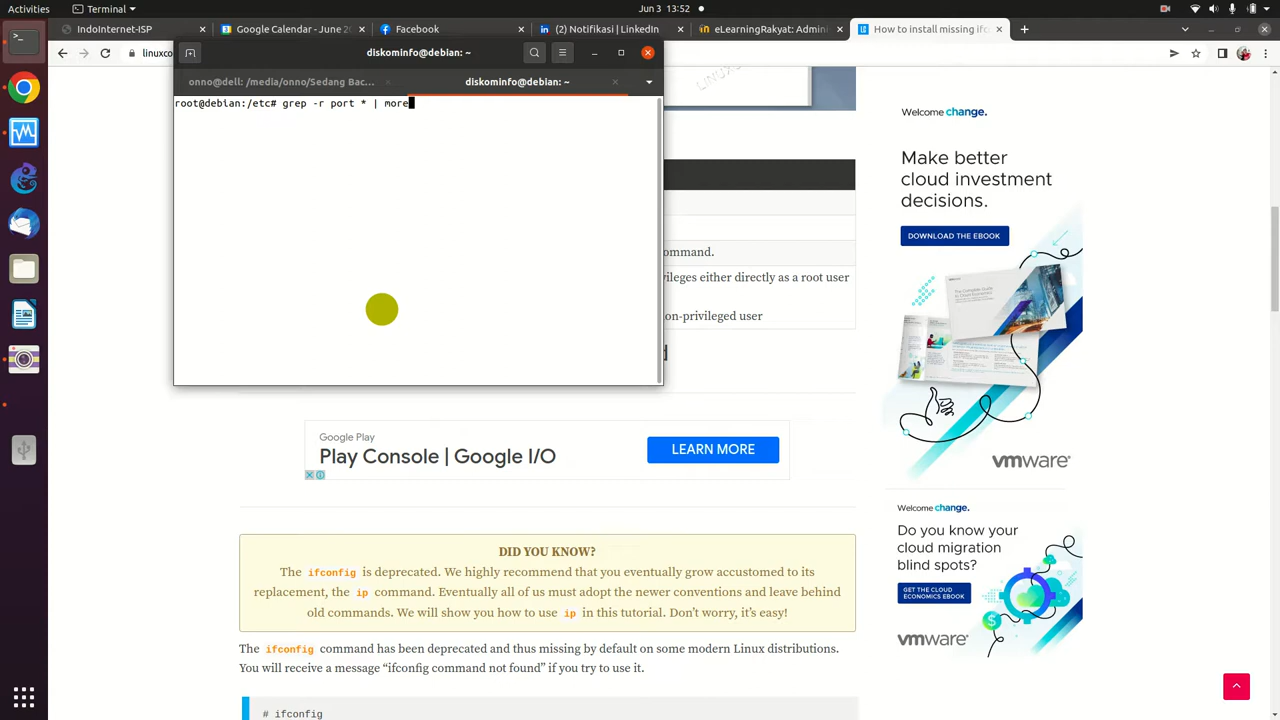 Activities
Terminal
Jun 3 13:52
IndoInternet-ISP
Google Calendar - June 20
Facebook
(2) Notifikasi | LinkedIn
eLearningRakyat: Admini
How to install missing ifc
linuxco
diskominfo@debian: ~
onno@dell: /media/onno/Sedang Bac...
diskominfo@debian: ~
root@debian:/etc# grep -r port * | more
ommand.
vileges either directly as a root user
on-privileged user
d
Google Play
Play Console | Google I/O
LEARN MORE
DID YOU KNOW?
The ifconfig is deprecated. We highly recommend that you eventually grow accustomed to its
replacement, the ip command. Eventually all of us must adopt the newer conventions and leave behind
old commands. We will show you how to use ip in this tutorial. Don't worry, it's easy!
The ifconfig command has been deprecated and thus missing by default on some modern Linux distributions.
You will receive a message “ifconfig command not found” if you try to use it.
# ifconfig
Welcome change.
Make better
cloud investment
decisions.
DOWNLOAD THE EBOOK
vmware®
Welcome change.
Do you know your
cloud migration
blind spots?
GET THE CLOUD
ECONOMICS EBOOK
vmware®